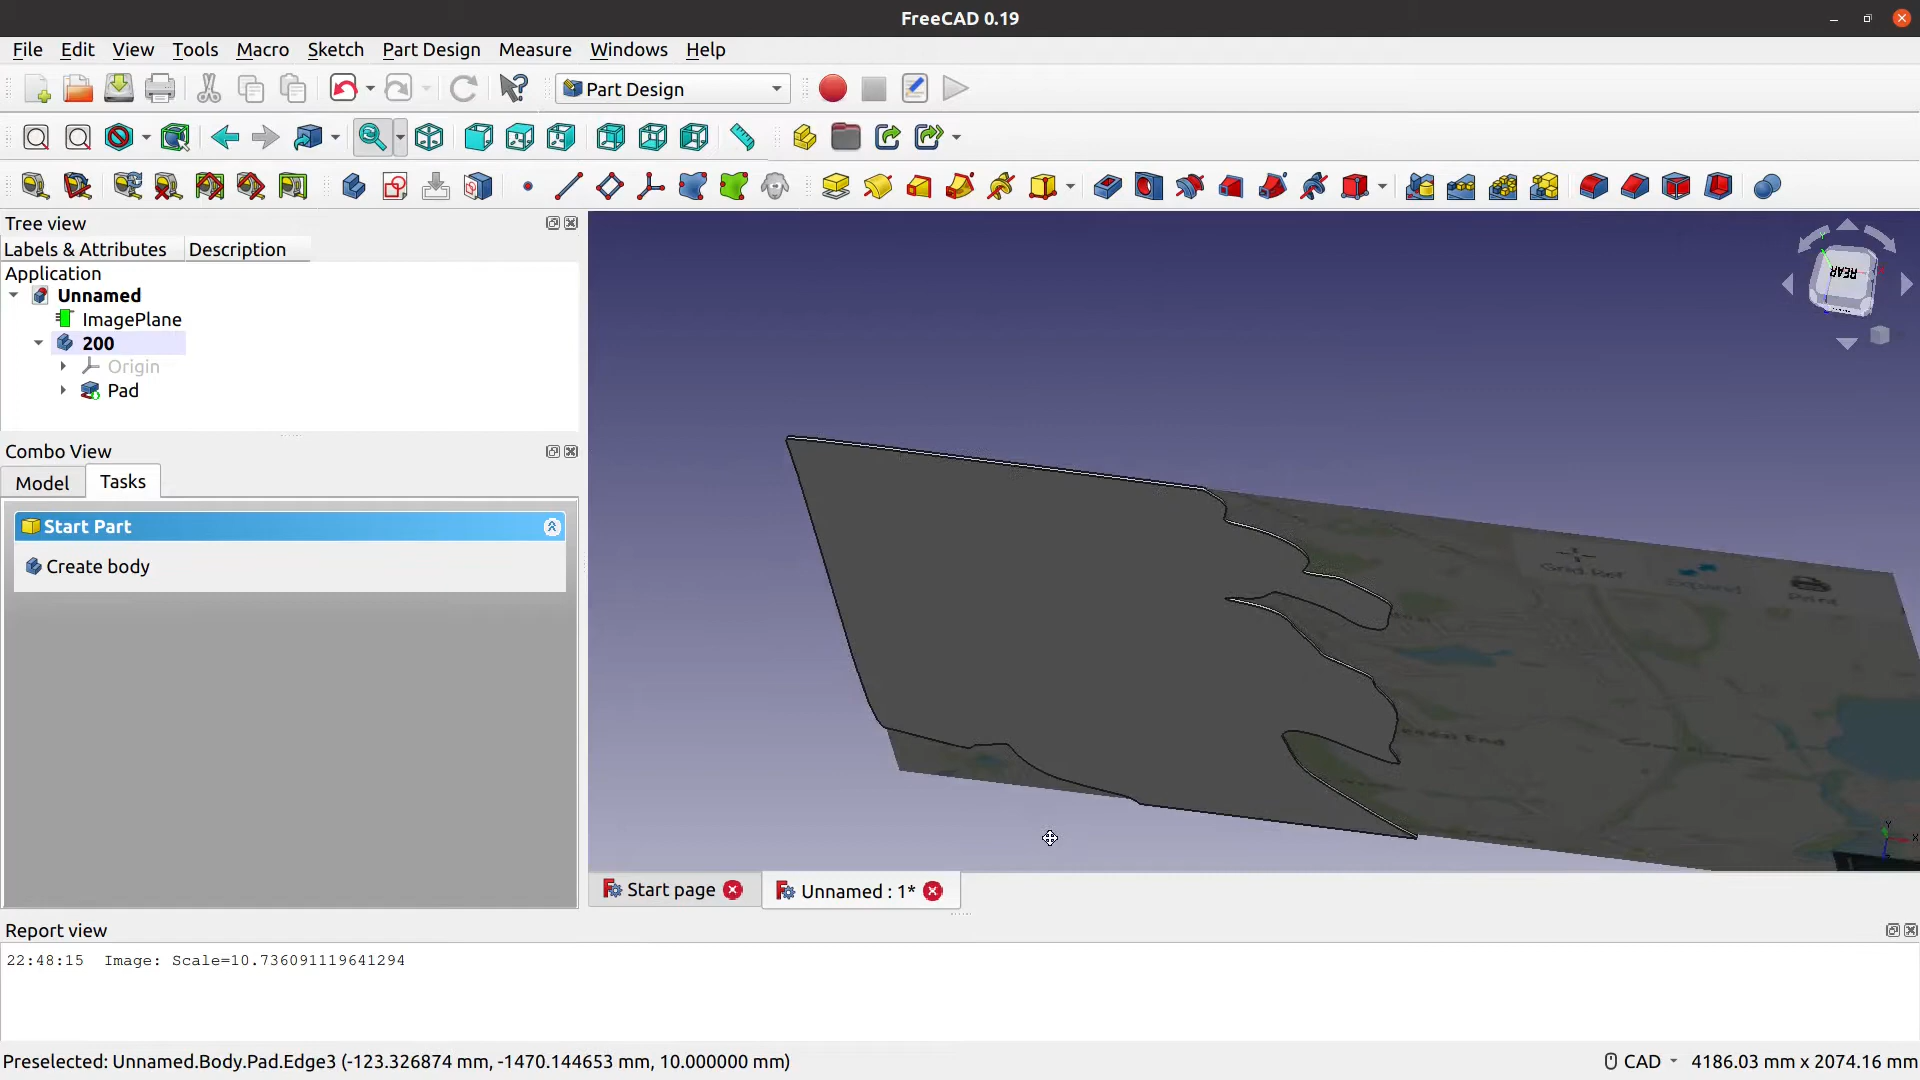 FreeCAD 0.19
File Edit View Tools Macro Sketch Part Design Measure Windows Help
Part Design
Tree view
Labels & Attributes Description
Application
Unnamed
ImagePlane
200
Origin
Pad
Combo View
Model Tasks
Start Part
Create body
REAR
Expand
Print
Start page Unnamed : 1*
Report view
22:48:15 Image: Scale=10.736091119641294
Preselected: Unnamed.Body.Pad.Edge3 (-123.326874 mm, -1470.144653 mm, 10.000000 mm)
CAD 4186.03 mm x 2074.16 mm